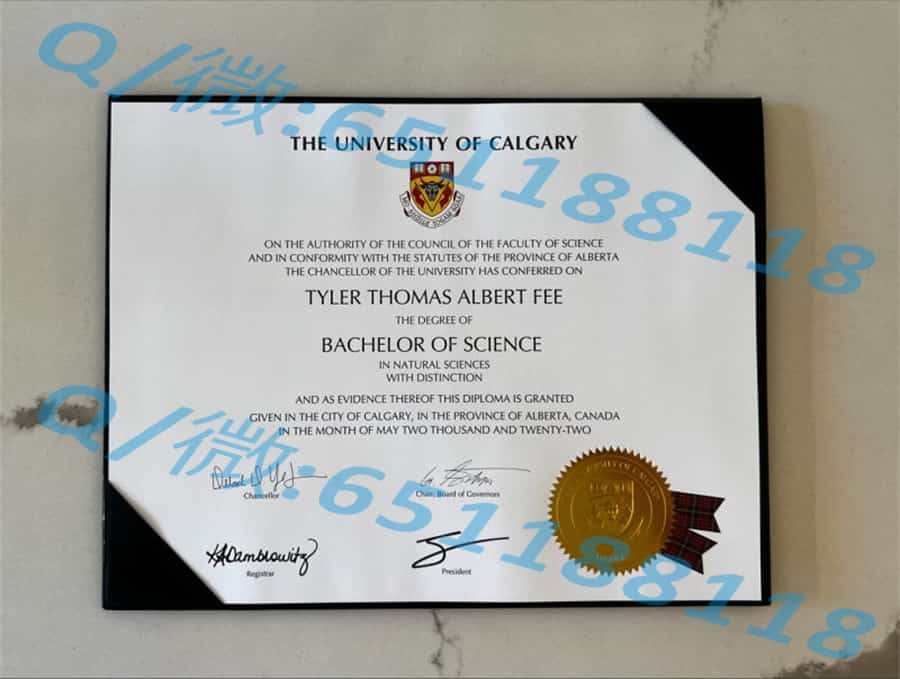 Q/微:651188118
THE UNIVERSITY OF CALGARY
MO SHÙILE TOGAM SUAS
ON THE AUTHORITY OF THE COUNCIL OF THE FACULTY OF SCIENCE
AND IN CONFORMITY WITH THE STATUTES OF THE PROVINCE OF ALBERTA
THE CHANCELLOR OF THE UNIVERSITY HAS CONFERRED ON
TYLER THOMAS ALBERT FEE
THE DEGREE OF
BACHELOR OF SCIENCE
IN NATURAL SCIENCES
WITH DISTINCTION
AND AS EVIDENCE THEREOF THIS DIPLOMA IS GRANTED
GIVEN IN THE CITY OF CALGARY, IN THE PROVINCE OF ALBERTA, CANADA
IN THE MONTH OF MAY TWO THOUSAND AND TWENTY-TWO
Q/微:651188118
Chancellor
Chair, Board of Governors
Registrar
President